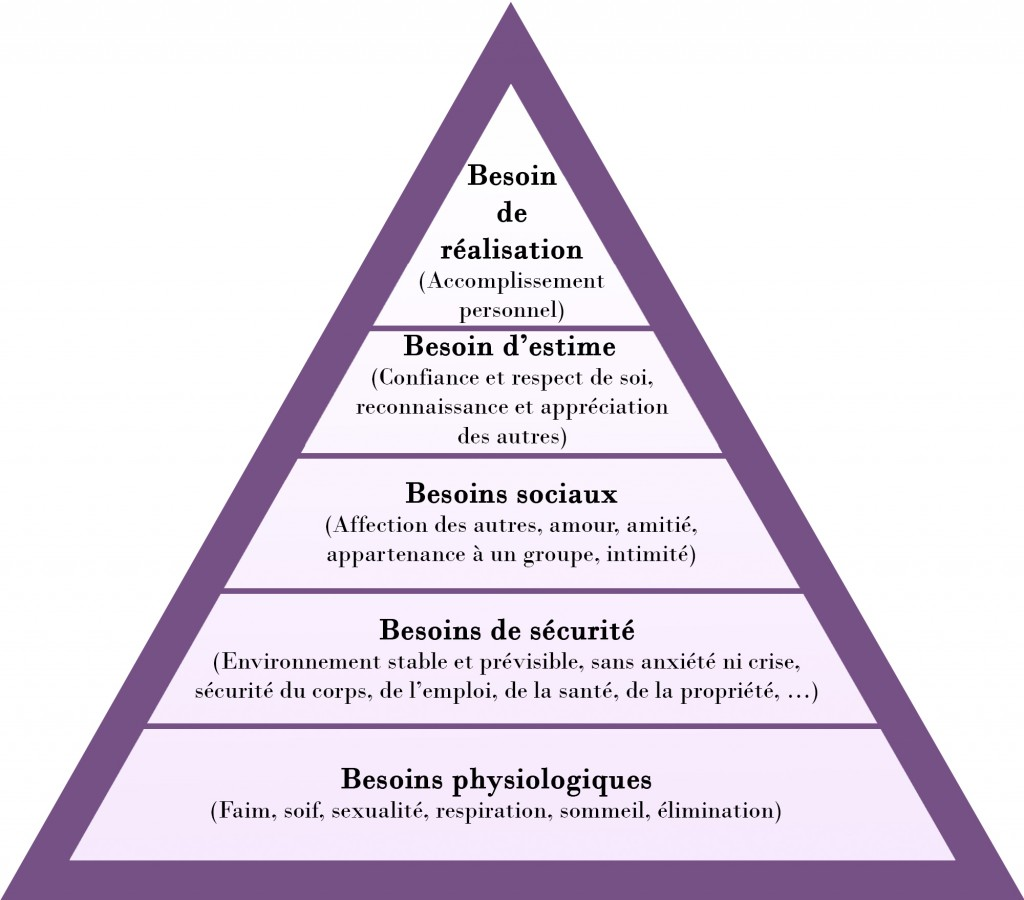 Besoin
de
réalisation
(Accomplissement
personnel)
Besoin d’estime
(Confiance et respect de soi,
reconnaissance et appréciation
des autres)
Besoins sociaux
(Affection des autres, amour, amitié,
appartenance à un groupe, intimité)
Besoins de sécurité
(Environnement stable et prévisible, sans anxiété ni crise,
sécurité du corps, de l’emploi, de la santé, de la propriété, …)
Besoins physiologiques
(Faim, soif, sexualité, respiration, sommeil, élimination)